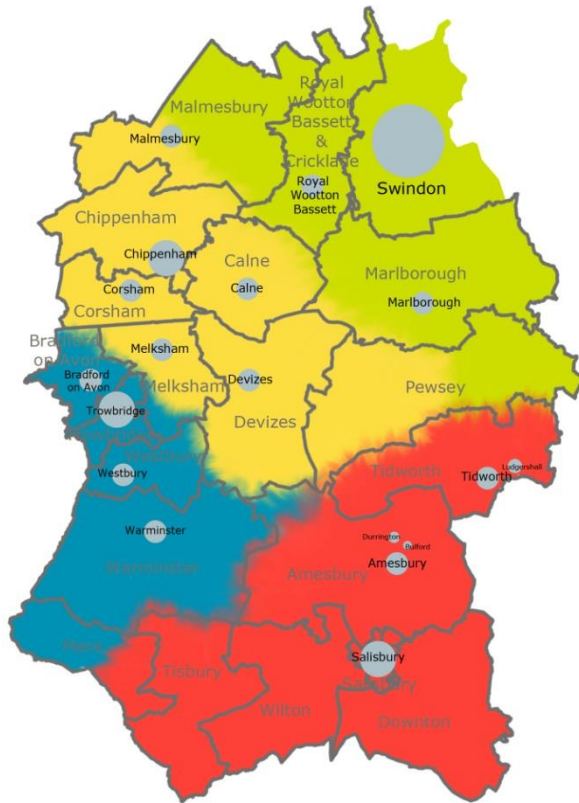 Royal
Wootton
Bassett
&
Cricklade
Malmesbury
Malmesbury
Swindon
Royal
Wootton
Bassett
Chippenham
Chippenham
Calne
Calne
Marlborough
Marlborough
Corsham
Corsham
Bradford
on Avon
Bradford
on Avon
Melksham
Melksham
Devizes
Devizes
Pewsey
Trowbridge
Westbury
Westbury
Tidworth
Tidworth
Ludgershall
Warminster
Warminster
Durrington
Bulford
Amesbury
Amesbury
Mere
Tisbury
Salisbury
Salisbury
Wilton
Downton